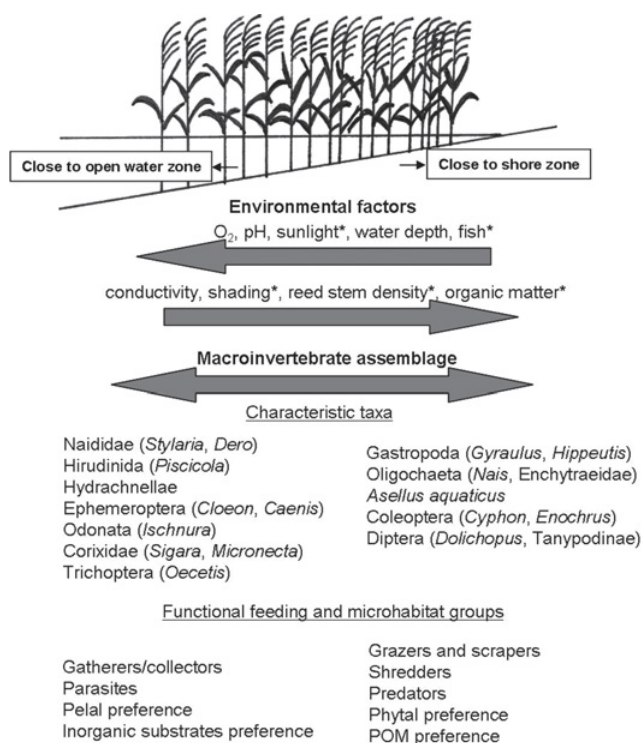 Close to open water zone
Close to shore zone
Environmental factors
O2, pH, sunlight*, water depth, fish*
conductivity, shading*, reed stem density*, organic matter*
Macroinvertebrate assemblage
Characteristic taxa
Naididae (Stylaria, Dero)
Hirudinida (Piscicola)
Hydrachnellae
Ephemeroptera (Cloeon, Caenis)
Odonata (Ischnura)
Corixidae (Sigara, Micronecta)
Trichoptera (Oecetis)
Gastropoda (Gyraulus, Hippeutis)
Oligochaeta (Nais, Enchytraeidae)
Asellus aquaticus
Coleoptera (Cyphon, Enochrus)
Diptera (Dolichopus, Tanypodinae)
Functional feeding and microhabitat groups
Gatherers/collectors
Parasites
Pelal preference
Inorganic substrates preference
Grazers and scrapers
Shredders
Predators
Phytal preference
POM preference